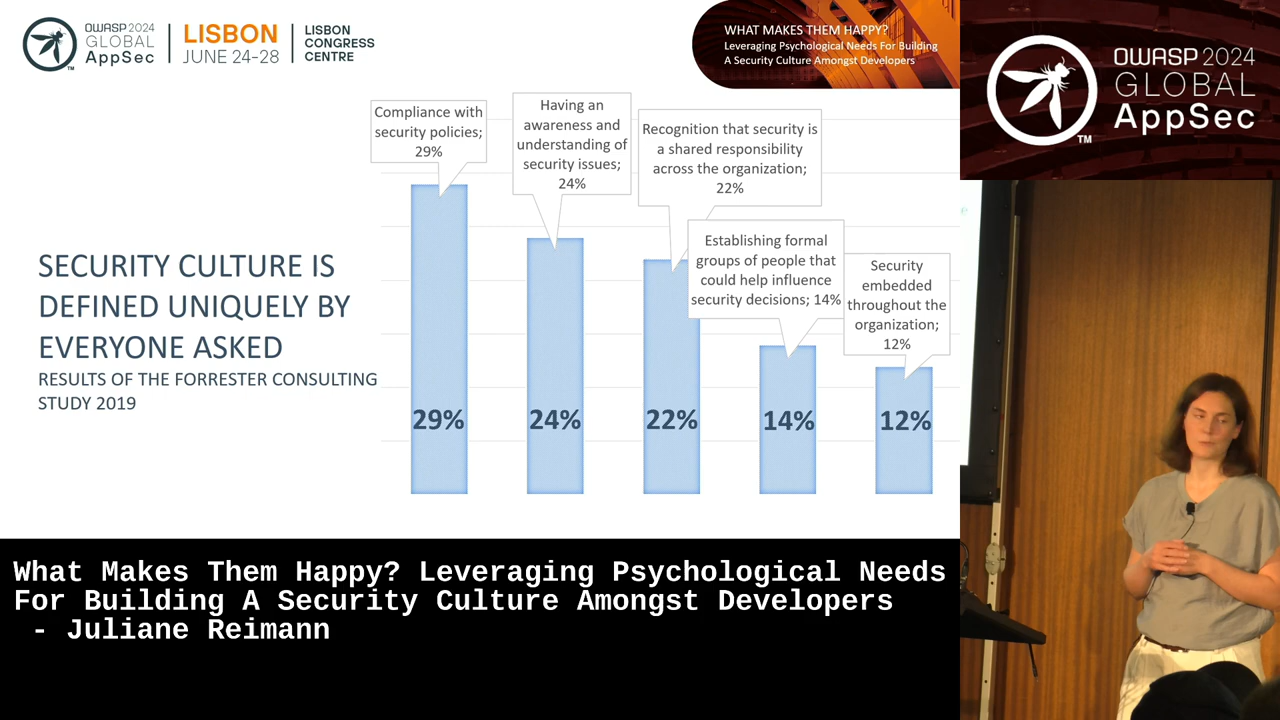 OWASP 2024
GLOBAL
AppSec
TM
LISBON
JUNE 24-28
LISBON
CONGRESS
CENTRE
WHAT MAKES THEM HAPPY?
Leveraging Psychological Needs For Building
A Security Culture Amongst Developers
OWASP 2024
GLOBAL
AppSec
TM
SECURITY CULTURE IS
DEFINED UNIQUELY BY
EVERYONE ASKED
RESULTS OF THE FORRESTER CONSULTING
STUDY 2019
Compliance with
security policies;
29%
Having an
awareness and
understanding of
security issues;
24%
Recognition that security is
a shared responsibility
across the organization;
22%
Establishing formal
groups of people that
could help influence
security decisions; 14%
Security
embedded
throughout the
organization;
12%
29%
24%
22%
14%
12%
What Makes Them Happy? Leveraging Psychological Needs
For Building A Security Culture Amongst Developers
- Juliane Reimann